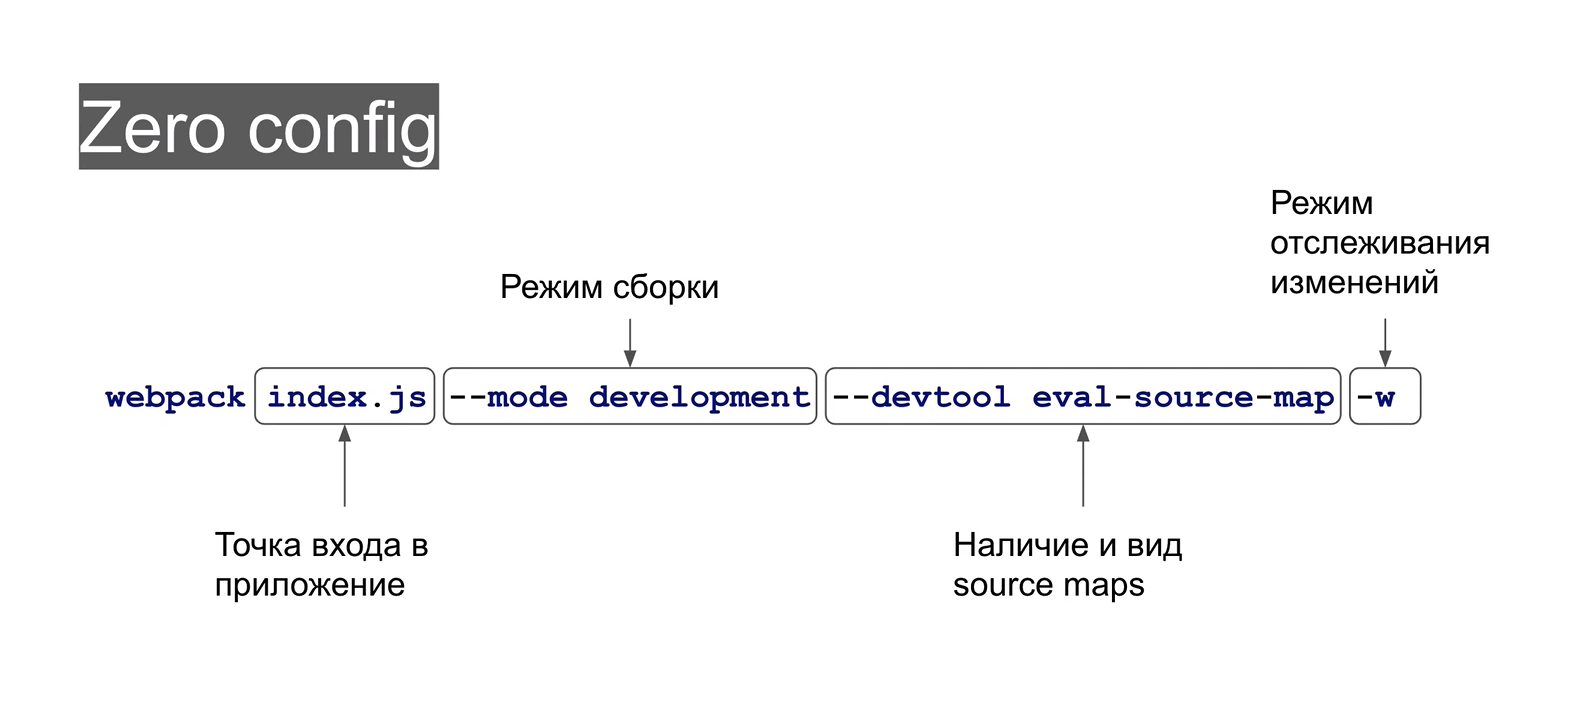 Zero config
Режим
отслеживания
изменений
Режим сборки
webpack index.js --mode development --devtool eval-source-map -w
Точка входа в
приложение
Наличие и вид
source maps